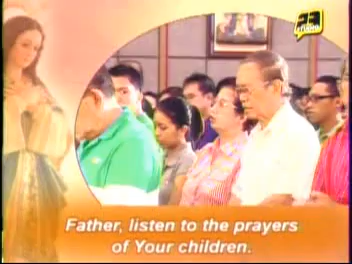 Father, listen to the prayers
of Your children.